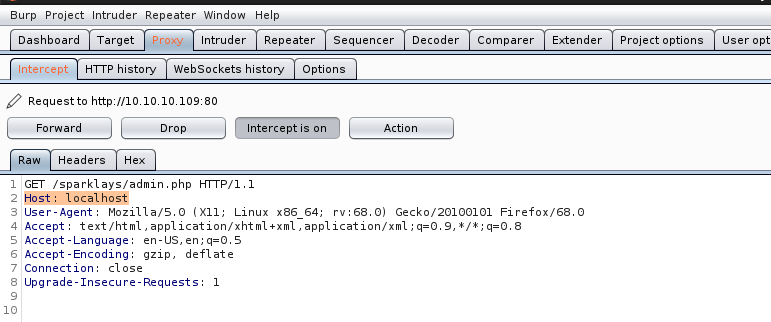 Burp Project Intruder Repeater Window Help
Dashboard Target Proxy Intruder Repeater Sequencer Decoder Comparer Extender Project options User opt
Intercept HTTP history WebSockets history Options
Request to http://10.10.10.109:80
Forward Drop Intercept is on Action
Raw Headers Hex
1 GET /sparklays/admin.php HTTP/1.1
2 Host: localhost
3 User-Agent: Mozilla/5.0 (X11; Linux x86_64; rv:68.0) Gecko/20100101 Firefox/68.0
4 Accept: text/html,application/xhtml+xml,application/xml;q=0.9,*/*;q=0.8
5 Accept-Language: en-US,en;q=0.5
6 Accept-Encoding: gzip, deflate
7 Connection: close
8 Upgrade-Insecure-Requests: 1
9
10